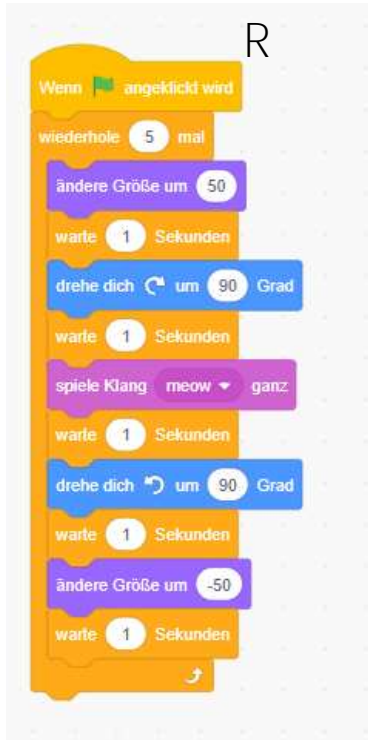 R
Wenn angeklickt wird
wiederhole 5 mal
ändere Größe um 50
warte 1 Sekunden
drehe dich um 90 Grad
warte 1 Sekunden
spiele Klang meow ganz
warte 1 Sekunden
drehe dich um 90 Grad
warte 1 Sekunden
ändere Größe um -50
warte 1 Sekunden